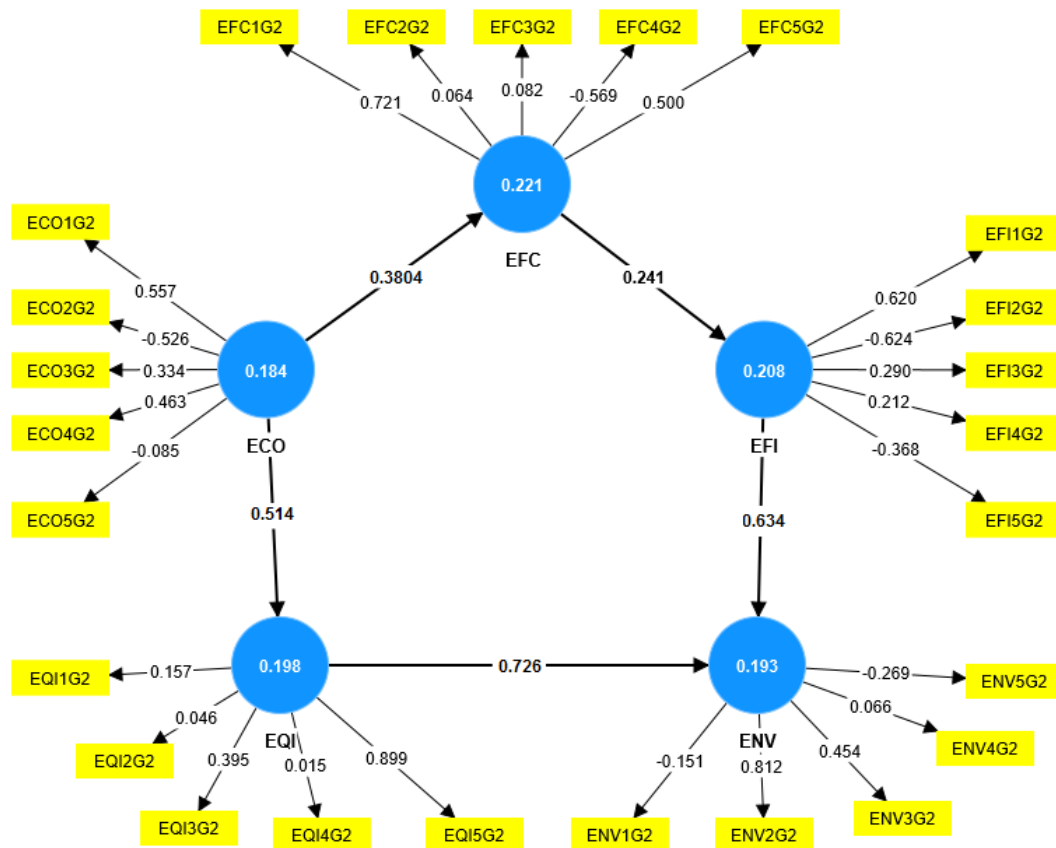 EFC1G2
EFC2G2
EFC3G2
EFC4G2
EFC5G2
0.721
0.064
0.082
-0.569
0.500
0.221
EFC
ECO1G2
ECO2G2
ECO3G2
ECO4G2
ECO5G2
0.557
-0.526
0.334
0.463
-0.085
0.184
ECO
0.3804
0.241
0.208
EFI
0.620
-0.624
0.290
0.212
-0.368
EFI1G2
EFI2G2
EFI3G2
EFI4G2
EFI5G2
0.514
0.634
0.198
EQI
0.726
0.193
ENV
0.157
0.046
0.395
0.015
0.899
EQI1G2
EQI2G2
EQI3G2
EQI4G2
EQI5G2
-0.151
0.812
0.454
0.066
-0.269
ENV1G2
ENV2G2
ENV3G2
ENV4G2
ENV5G2